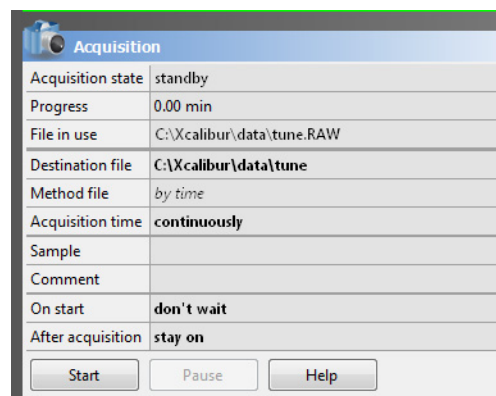 Acquisition
Acquisition state standby
Progress 0.00 min
File in use C:\Xcalibur\data\tune.RAW
Destination file C:\Xcalibur\data\tune
Method file by time
Acquisition time continuously
Sample
Comment
On start don't wait
After acquisition stay on
Start Pause Help